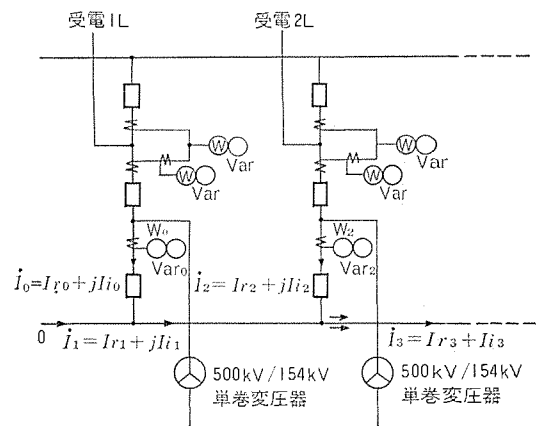 受電1L
受電2L
W
Var
W
Var
W
Var
W
Var
W₀
Var₀
W₂
Var₂
İ₀=Ir₀+jIi₀
İ₂=Ir₂+jIi₂
0
İ₁=Ir₁+jIi₁
İ₃=Ir₃+Ii₃
500kV/154kV
単巻変圧器
500kV/154kV
単巻変圧器